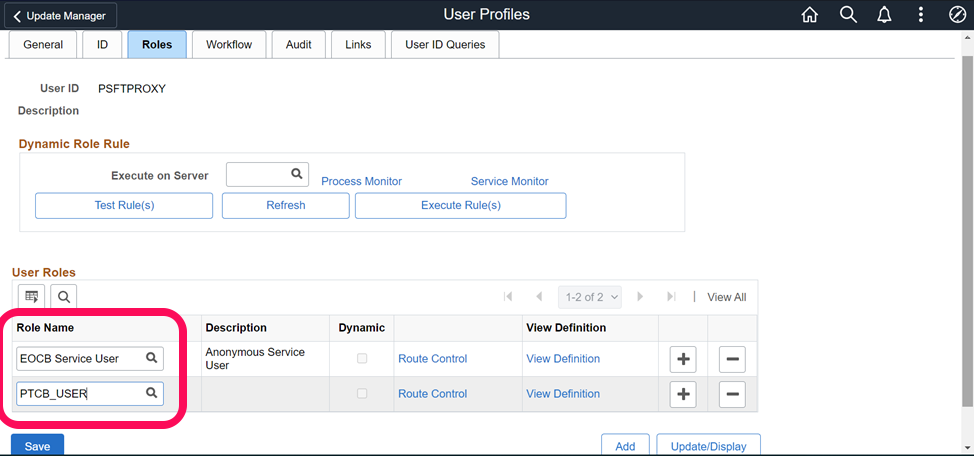 Update Manager
User Profiles
General ID Roles Workflow Audit Links User ID Queries
User ID PSFTPROXY
Description
Dynamic Role Rule
Execute on Server Process Monitor Service Monitor
Test Rule(s) Refresh Execute Rule(s)
User Roles
1-2 of 2 | View All
Role Name Description Dynamic View Definition
EOCB Service User Anonymous Service User Route Control View Definition
PTCB_USER Route Control View Definition
Save Add Update/Display